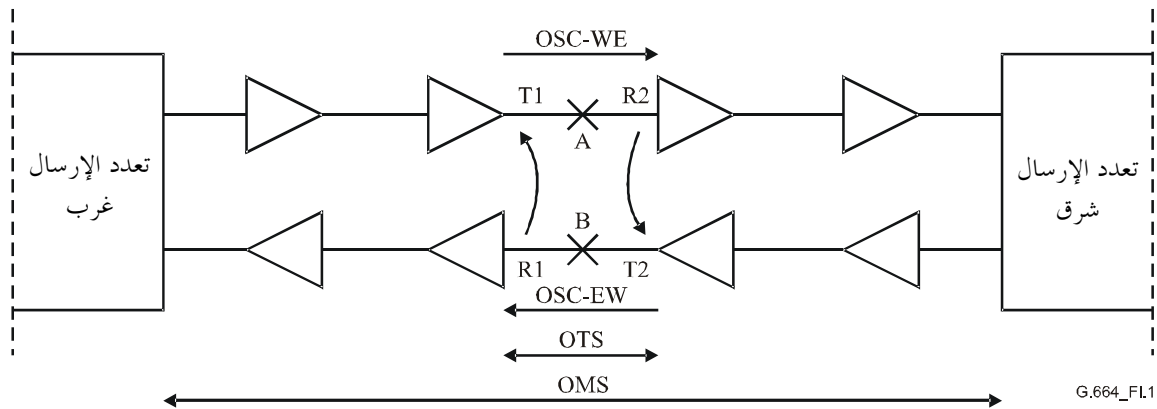 OSC-WE
T1
R2
A
تعدد الإرسال
غرب
تعدد الإرسال
شرق
B
R1
T2
OSC-EW
OTS
OMS
G.664_FI.1